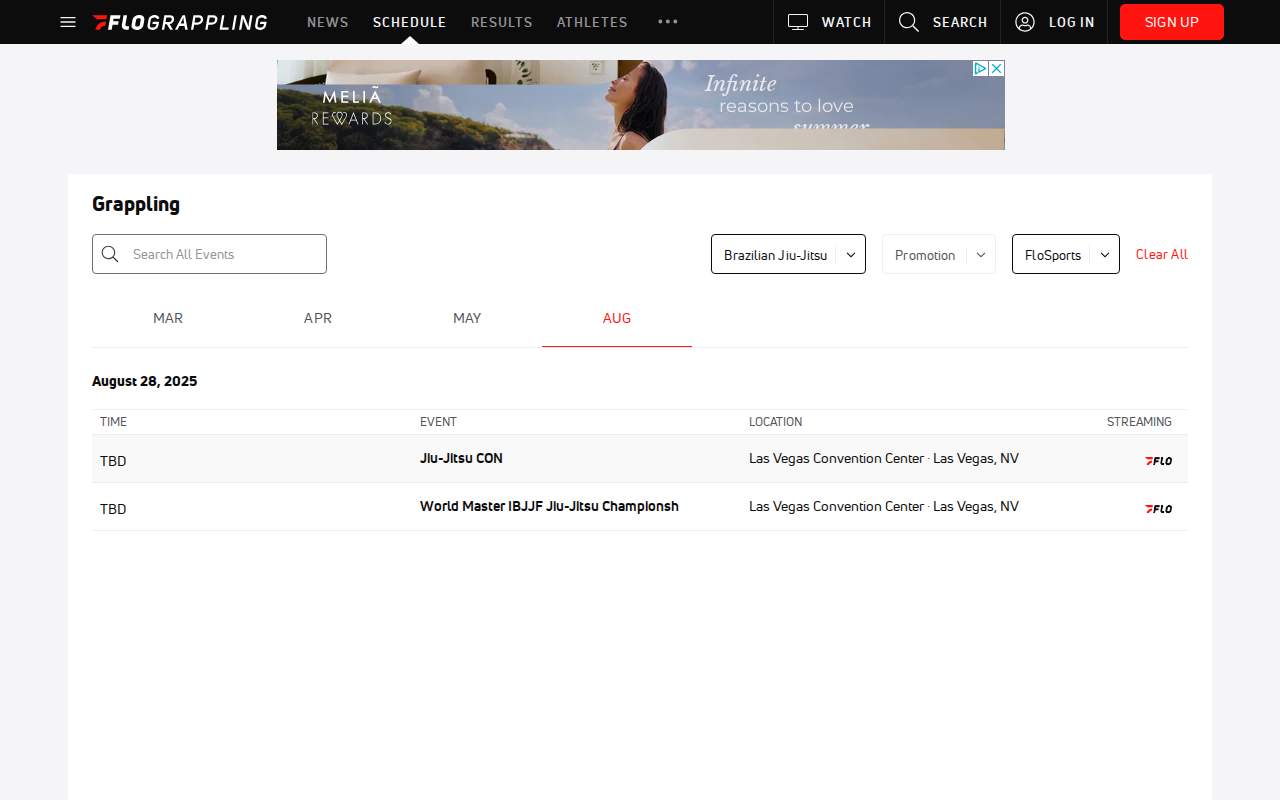 FLOGRAPPLING
NEWS
SCHEDULE
RESULTS
ATHLETES
WATCH
SEARCH
LOG IN
SIGN UP
MELIÃ
REWARDS
Infinite
reasons to love
summer
Grappling
Search All Events
Brazilian Jiu-Jitsu
Promotion
FloSports
Clear All
MAR
APR
MAY
AUG
August 28, 2025
TIME EVENT LOCATION STREAMING
TBD Jiu-Jitsu CON Las Vegas Convention Center · Las Vegas, NV FLO
TBD World Master IBJJF Jiu-Jitsu Championsh Las Vegas Convention Center · Las Vegas, NV FLO